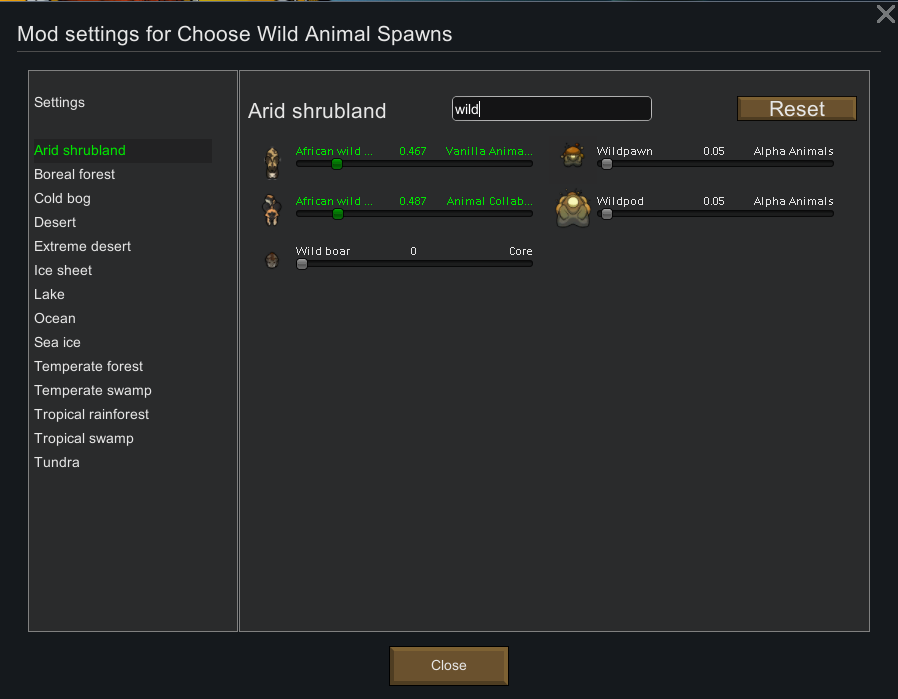 Mod settings for Choose Wild Animal Spawns
Settings
Arid shrubland
Boreal forest
Cold bog
Desert
Extreme desert
Ice sheet
Lake
Ocean
Sea ice
Temperate forest
Temperate swamp
Tropical rainforest
Tropical swamp
Tundra
Arid shrubland
wild
Reset
African wild ... 0.467 Vanilla Anima...
Wildpawn 0.05 Alpha Animals
African wild ... 0.487 Animal Collab...
Wildpod 0.05 Alpha Animals
Wild boar 0 Core
Close